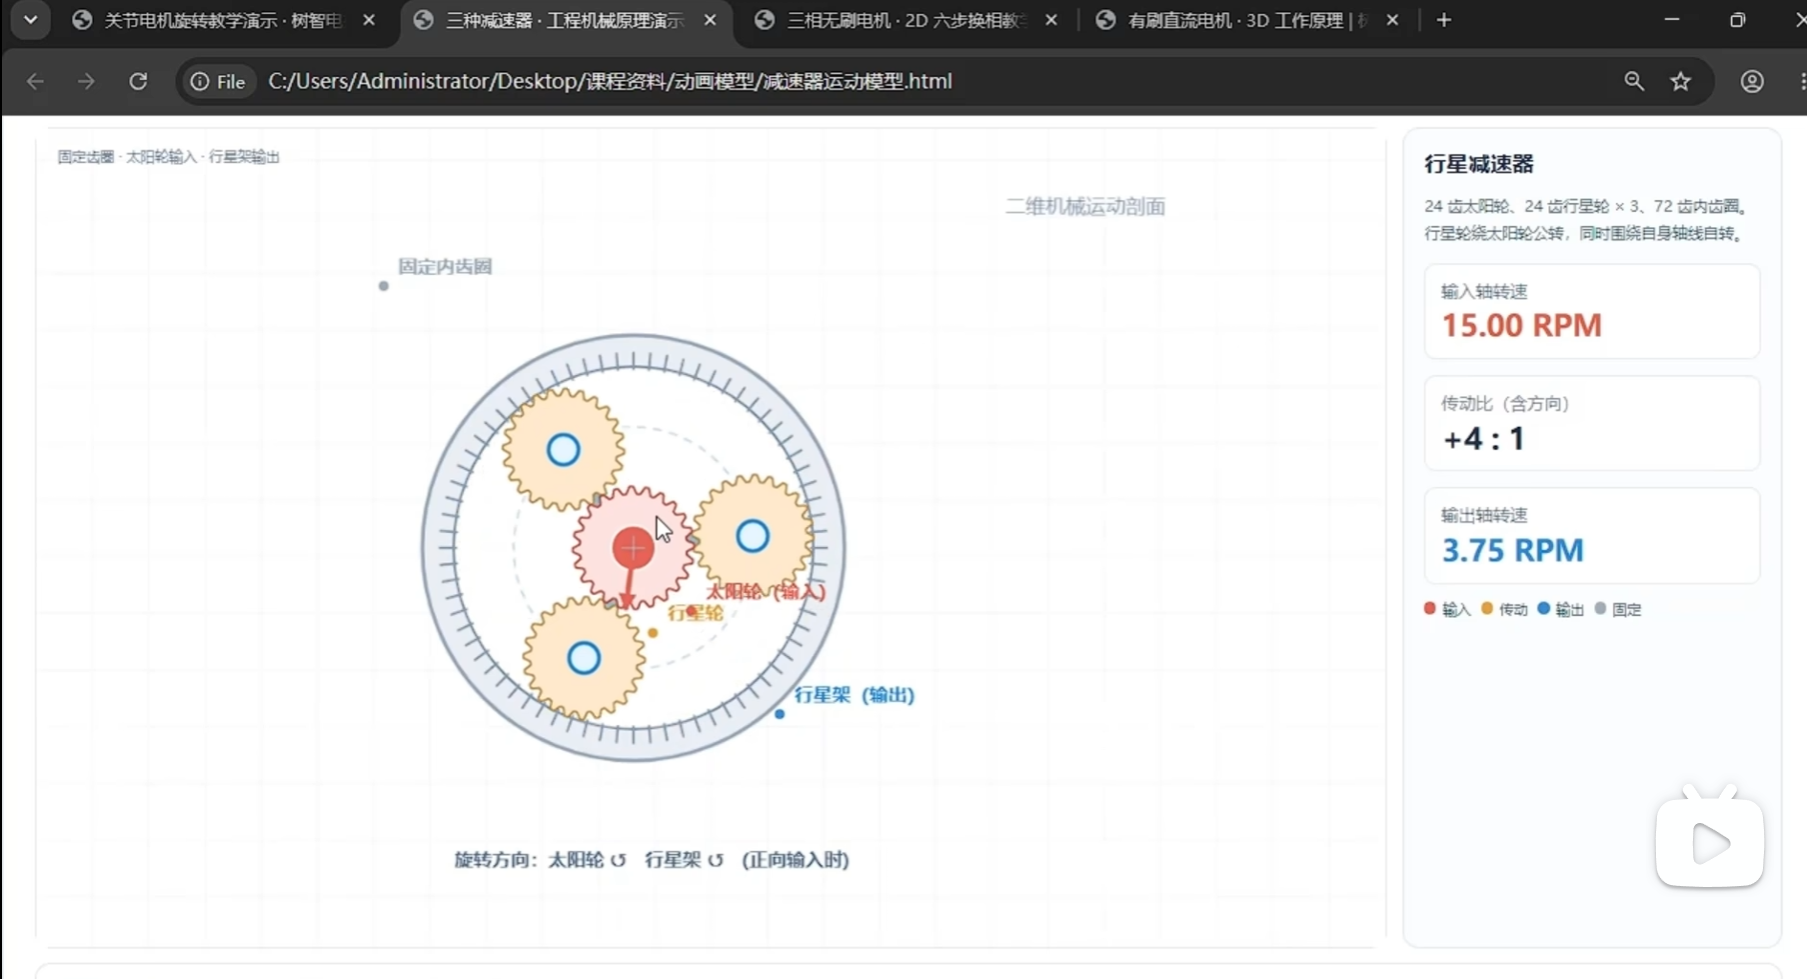 关节电机旋转教学演示 · 树智电
三种减速器 · 工程机械原理演示
三相无刷电机 · 2D 六步换相教
有刷直流电机 · 3D 工作原理 |
File
C:/Users/Administrator/Desktop/课程资料/动画模型/减速器运动模型.html
固定齿圈 · 太阳轮输入 · 行星架输出
二维机械运动剖面
固定内齿圈
太阳轮（输入）
行星轮
行星架（输出）
旋转方向：太阳轮 ↺ 行星架 ↺ (正向输入时)
行星减速器
24 齿太阳轮、24 齿行星轮 × 3、72 齿内齿圈。
行星轮绕太阳轮公转，同时围绕自身轴线自转。
输入轴转速
15.00 RPM
传动比（含方向）
+4 : 1
输出轴转速
3.75 RPM
输入 传动 输出 固定